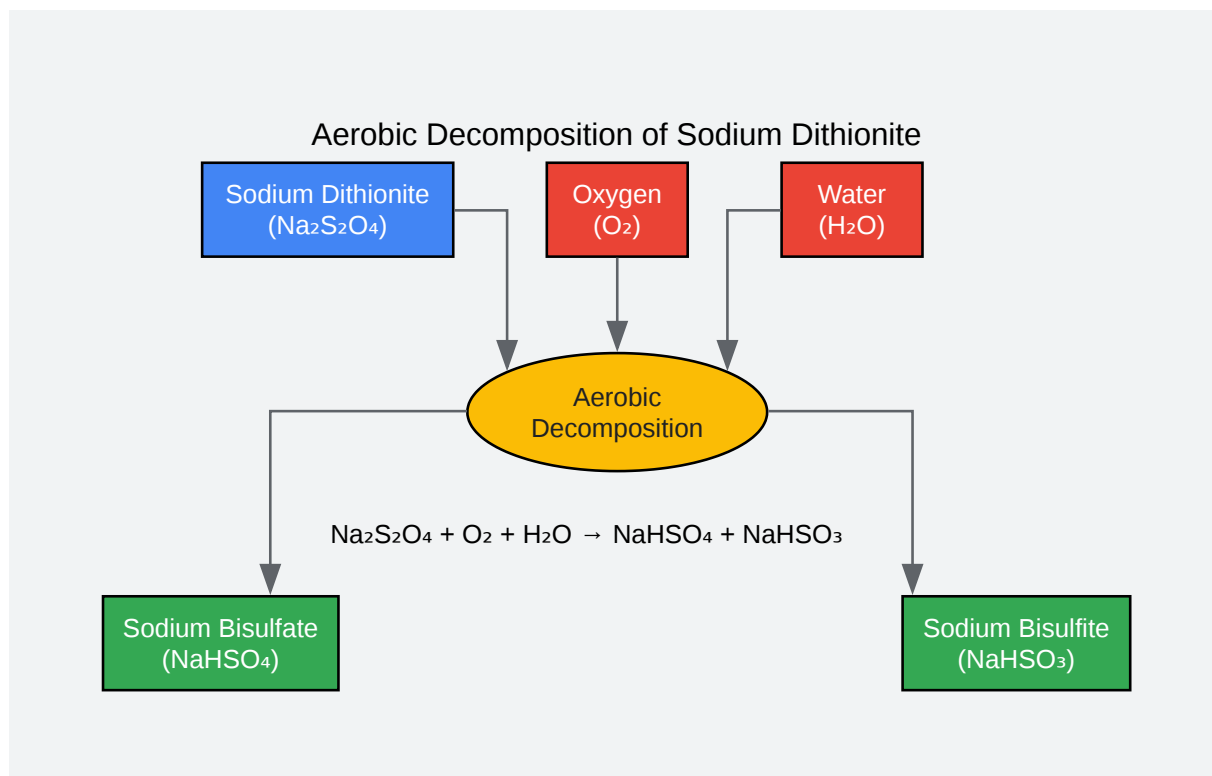 Aerobic Decomposition of Sodium Dithionite
Sodium Dithionite
(Na₂S₂O₄)
Oxygen
(O₂)
Water
(H₂O)
Aerobic
Decomposition
Na₂S₂O₄ + O₂ + H₂O → NaHSO₄ + NaHSO₃
Sodium Bisulfate
(NaHSO₄)
Sodium Bisulfite
(NaHSO₃)